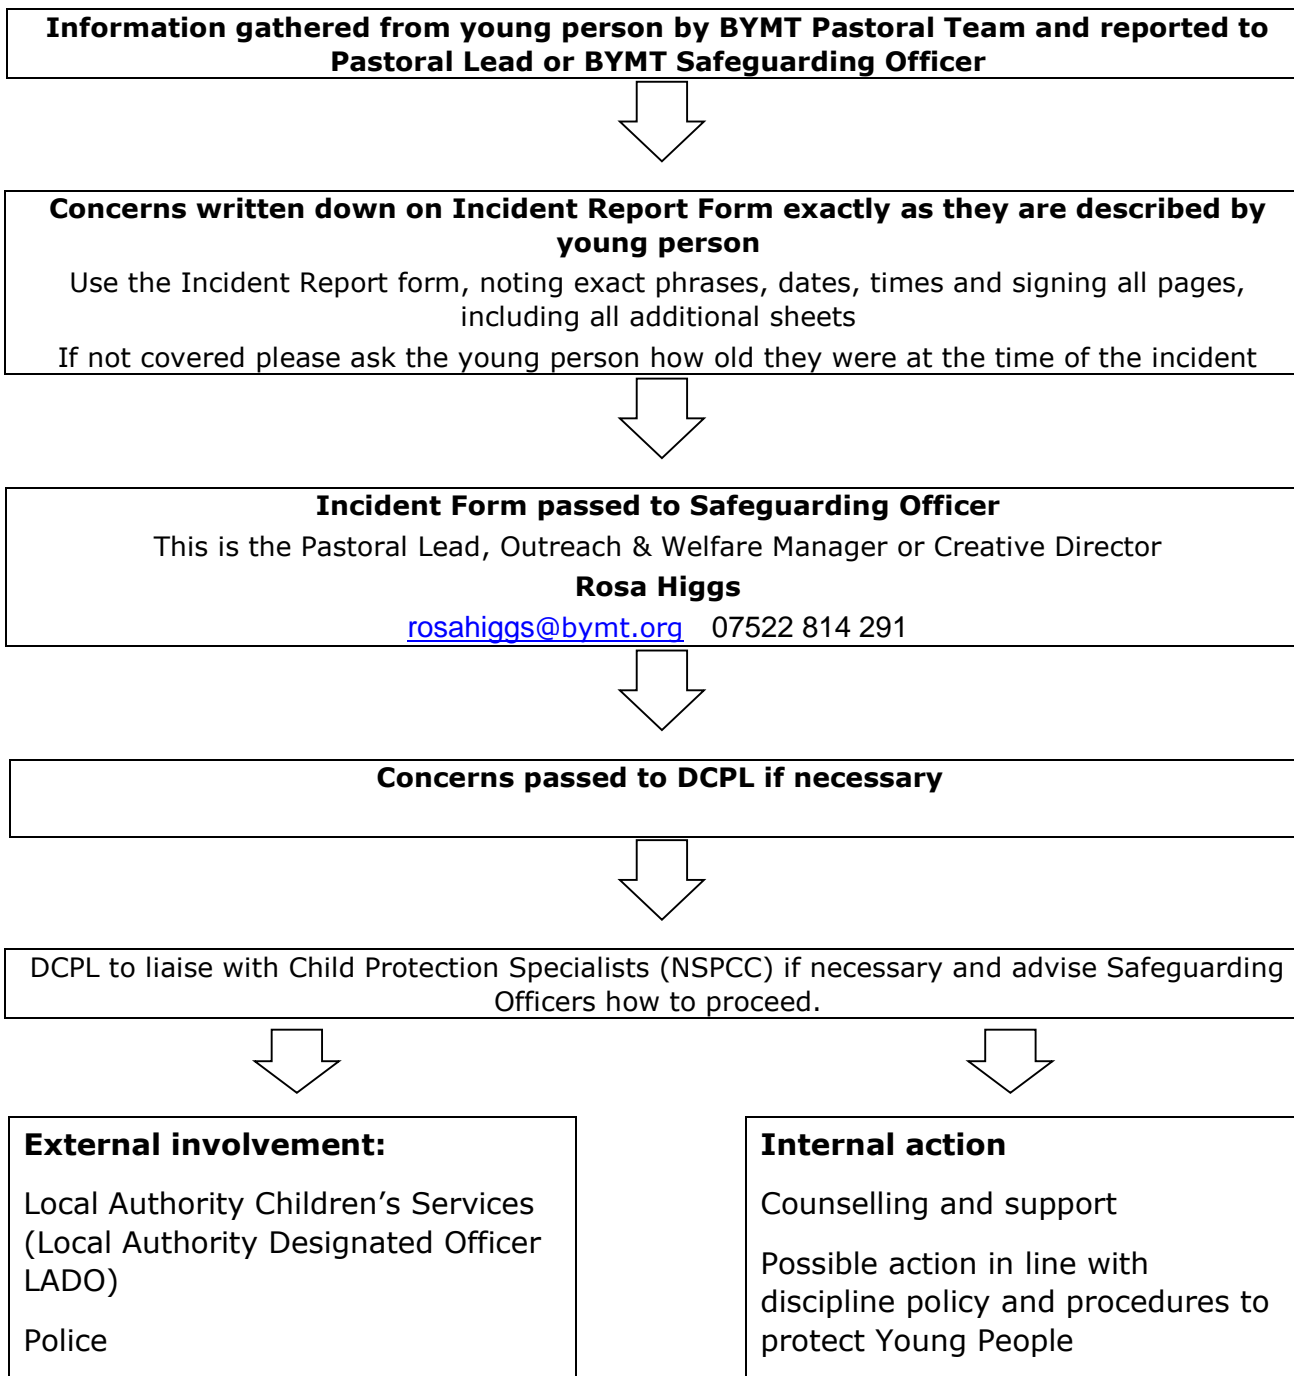 Information gathered from young person by BYMT Pastoral Team and reported to
Pastoral Lead or BYMT Safeguarding Officer
Concerns written down on Incident Report Form exactly as they are described by
young person
Use the Incident Report form, noting exact phrases, dates, times and signing all pages,
including all additional sheets
If not covered please ask the young person how old they were at the time of the incident
Incident Form passed to Safeguarding Officer
This is the Pastoral Lead, Outreach & Welfare Manager or Creative Director
Rosa Higgs
rosahiggs@bymt.org 07522 814 291
Concerns passed to DCPL if necessary
DCPL to liaise with Child Protection Specialists (NSPCC) if necessary and advise Safeguarding
Officers how to proceed.
External involvement:
Local Authority Children’s Services
(Local Authority Designated Officer
LADO)
Police
Internal action
Counselling and support
Possible action in line with
discipline policy and procedures to
protect Young People